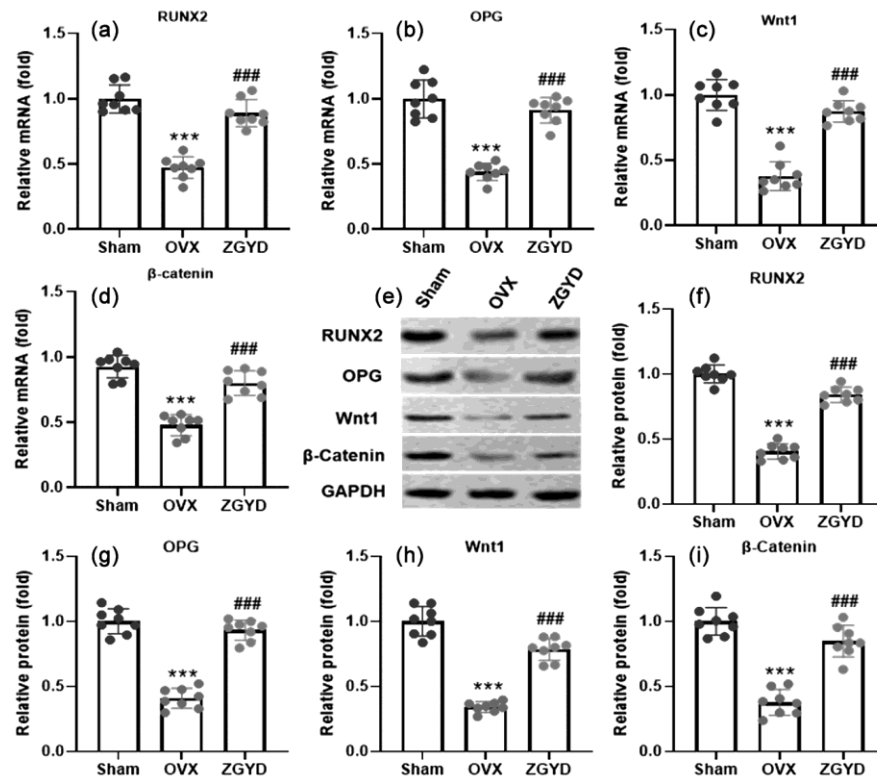 (a) RUNX2
Relative mRNA (fold)
1.5
1.0
0.5
0.0
***
###
Sham OVX ZGYD
(b) OPG
Relative mRNA (fold)
1.5
1.0
0.5
0.0
***
###
Sham OVX ZGYD
(c) Wnt1
Relative mRNA (fold)
1.5
1.0
0.5
0.0
***
###
Sham OVX ZGYD
(d) β-catenin
Relative mRNA (fold)
1.5
1.0
0.5
0.0
***
###
Sham OVX ZGYD
(e) Sham OVX ZGYD
RUNX2
OPG
Wnt1
β-Catenin
GAPDH
(f) RUNX2
Relative protein (fold)
1.5
1.0
0.5
0.0
***
###
Sham OVX ZGYD
(g) OPG
Relative protein (fold)
1.5
1.0
0.5
0.0
***
###
Sham OVX ZGYD
(h) Wnt1
Relative protein (fold)
1.5
1.0
0.5
0.0
***
###
Sham OVX ZGYD
(i) β-Catenin
Relative protein (fold)
1.5
1.0
0.5
0.0
***
###
Sham OVX ZGYD